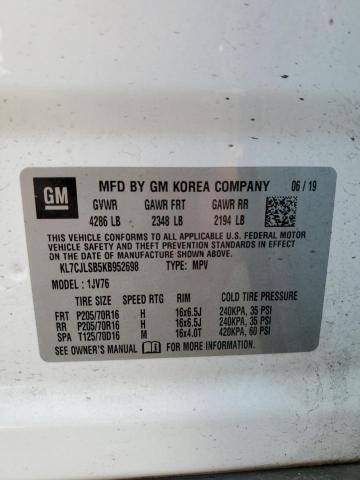 GM
MFD BY GM KOREA COMPANY 06/19
GVWR GAWR FRT GAWR RR
4286 LB 2348 LB 2194 LB
THIS VEHICLE CONFORMS TO ALL APPLICABLE U.S. FEDERAL MOTOR
VEHICLE SAFETY AND THEFT PREVENTION STANDARDS IN EFFECT ON THE
DATE OF MANUFACTURE SHOWN ABOVE.
KL7CJLSB5KB952698 TYPE: MPV
MODEL: 1JV76
TIRE SIZE SPEED RTG RIM COLD TIRE PRESSURE
FRT P205/70R16 H 16x6.5J 240KPA, 35 PSI
RR P205/70R16 H 16x6.5J 240KPA, 35 PSI
SPA T125/70D16 M 16x4.0T 420KPA, 60 PSI
SEE OWNER'S MANUAL FOR MORE INFORMATION